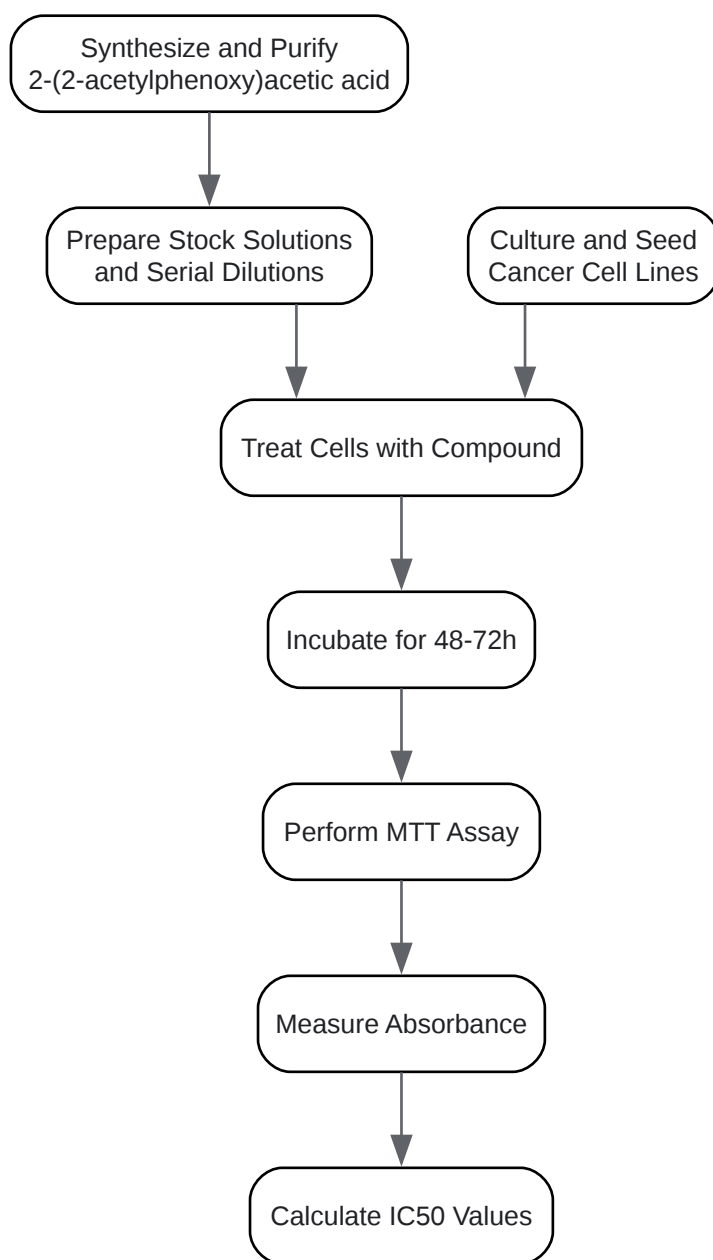 Synthesize and Purify
2-(2-acetylphenoxy)acetic acid
Prepare Stock Solutions
and Serial Dilutions
Culture and Seed
Cancer Cell Lines
Treat Cells with Compound
Incubate for 48-72h
Perform MTT Assay
Measure Absorbance
Calculate IC50 Values